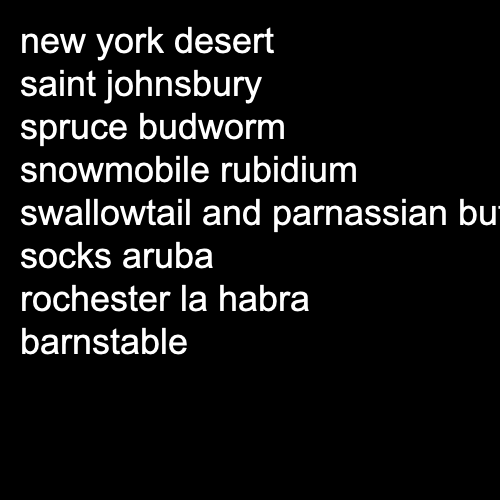 new york desert
saint johnsbury
spruce budworm
snowmobile rubidium
swallowtail and parnassian
socks aruba
rochester la habra
barnstable